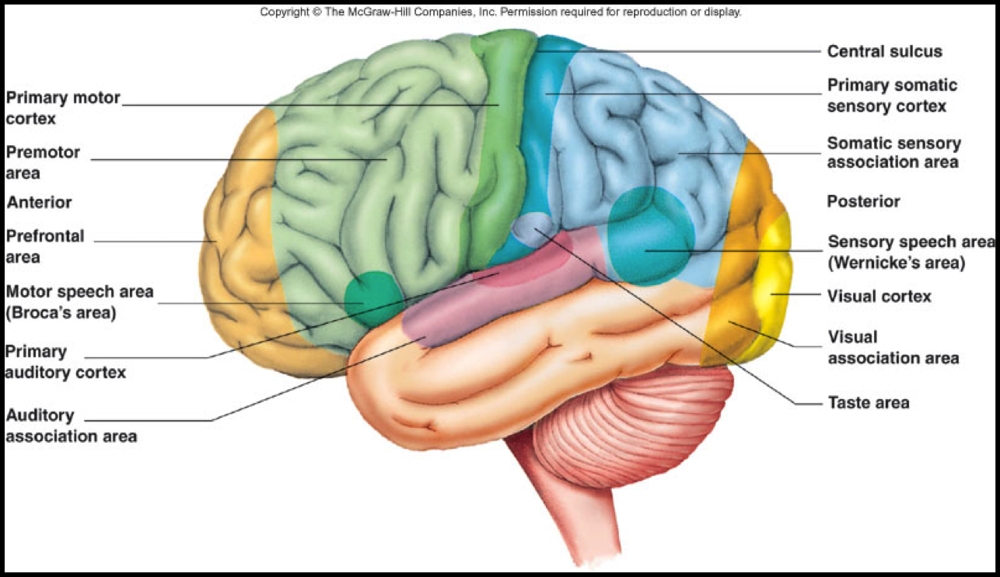 Copyright © The McGraw-Hill Companies, Inc. Permission required for reproduction or display.
Primary motor
cortex
Premotor
area
Anterior
Prefrontal
area
Motor speech area
(Broca's area)
Primary
auditory cortex
Auditory
association area
Central sulcus
Primary somatic
sensory cortex
Somatic sensory
association area
Posterior
Sensory speech area
(Wernicke's area)
Visual cortex
Visual
association area
Taste area